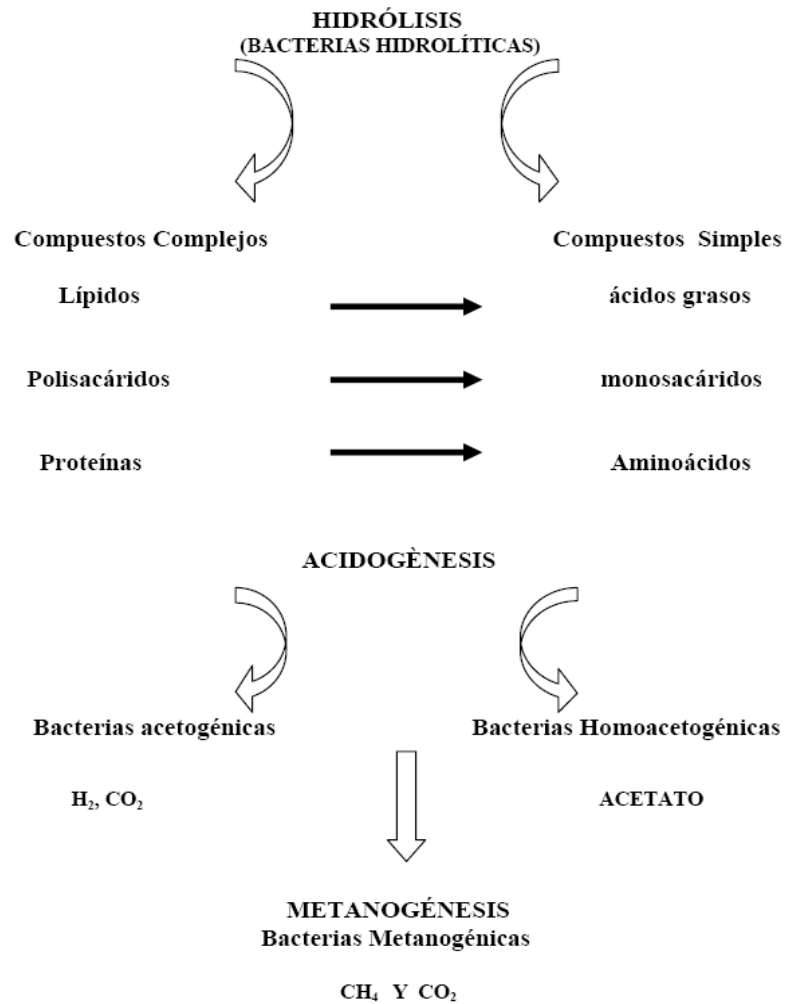 HIDRÓLISIS
(BACTERIAS HIDROLÍTICAS)
Compuestos Complejos
Compuestos Simples
Lípidos
ácidos grasos
Polisacáridos
monosacáridos
Proteínas
Aminoácidos
ACIDOGÈNESIS
Bacterias acetogénicas
Bacterias Homoacetogénicas
H₂, CO₂
ACETATO
METANOGÉNESIS
Bacterias Metanogénicas
CH₄ Y CO₂